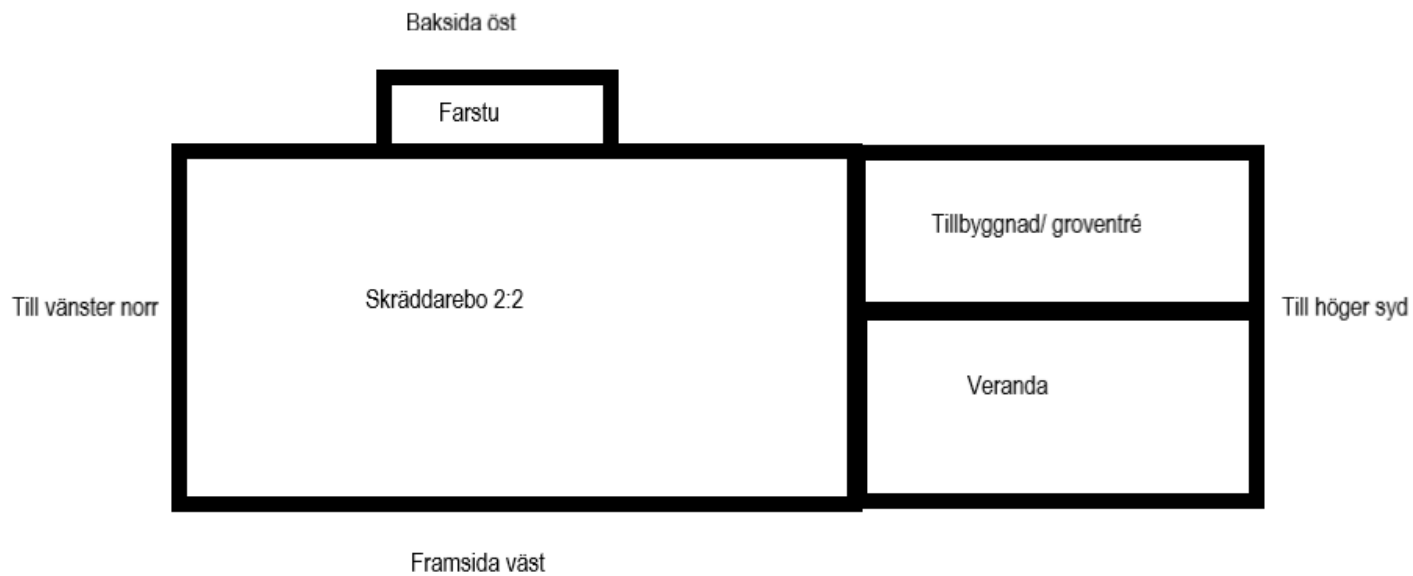 Baksida öst
Farstu
Tillbyggnad/ groventré
Skräddarebo 2:2
Till vänster norr
Till höger syd
Veranda
Framsida väst